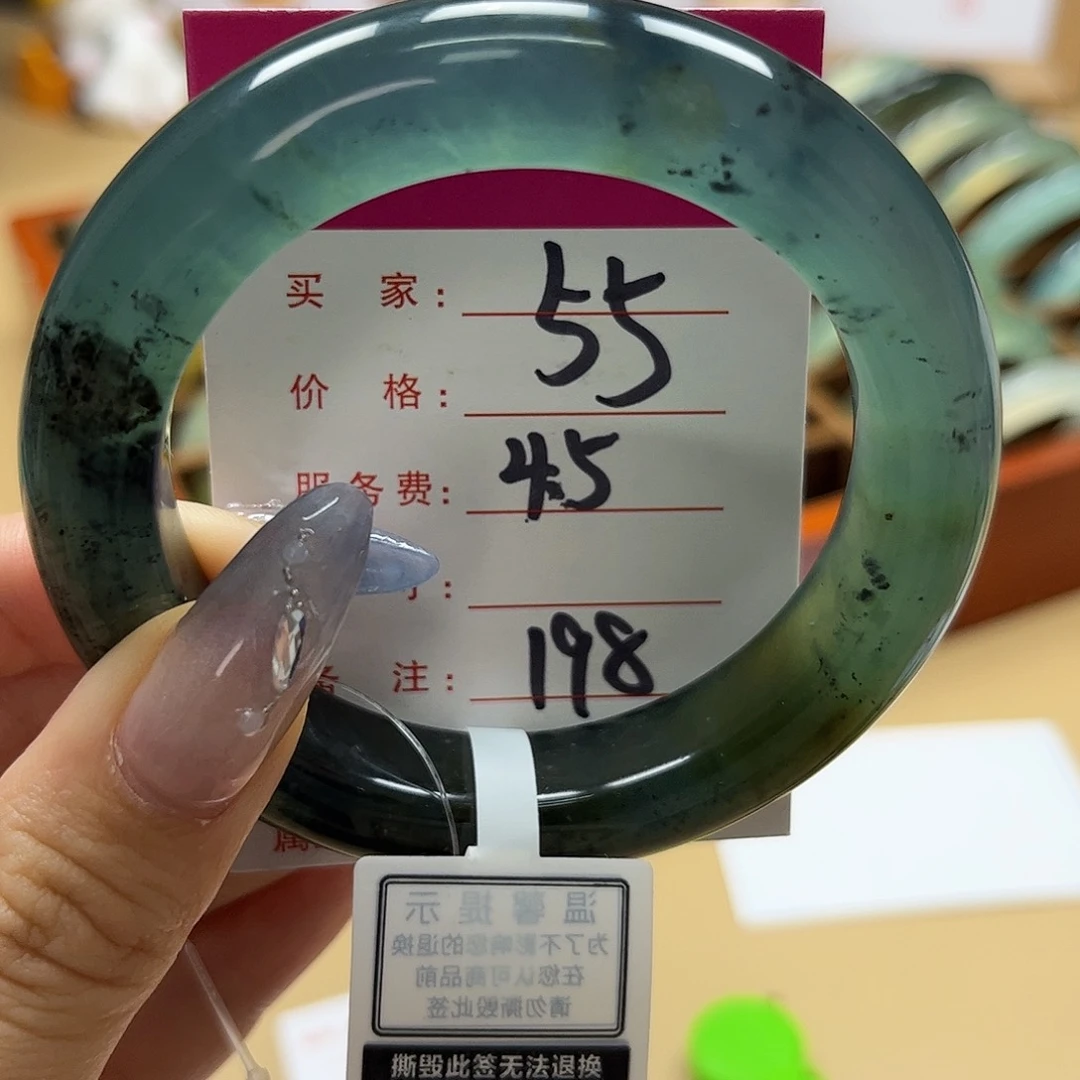 买 家： 55
价 格：
服务费： 45
：
备 注： 198
温馨提示
为了不影响您的退换
在您认可商品前
请勿撕毁此签
撕毁此签无法退换